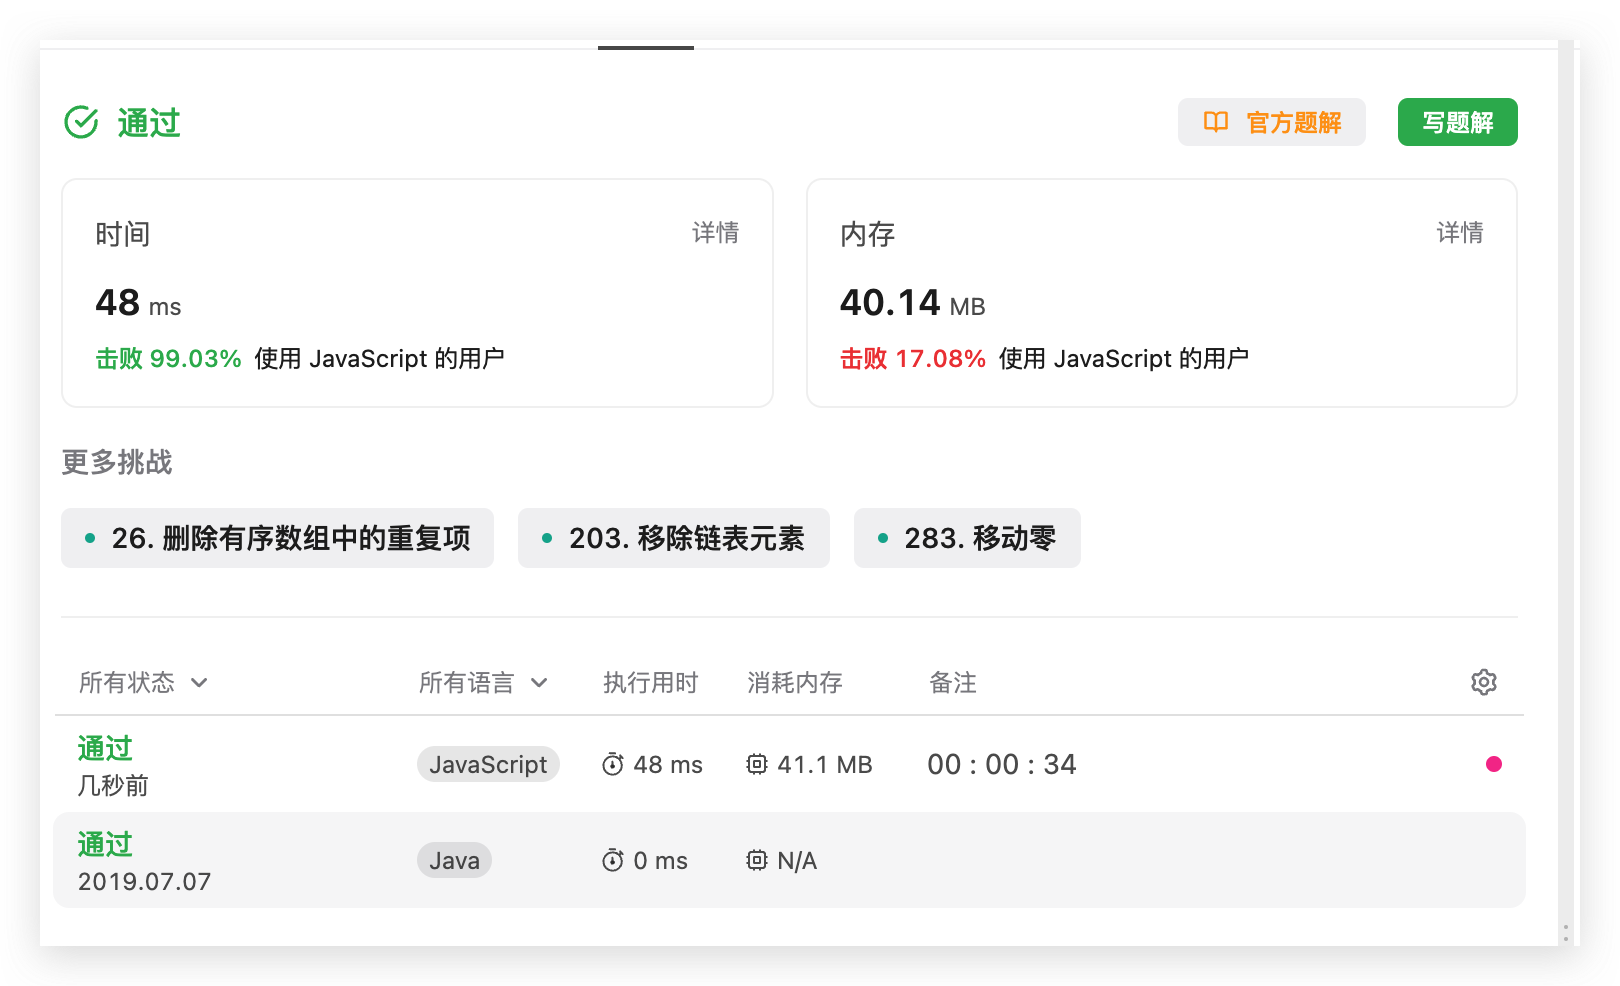 通过
官方题解
写题解
时间
详情
48 ms
击败 99.03% 使用 JavaScript 的用户
内存
详情
40.14 MB
击败 17.08% 使用 JavaScript 的用户
更多挑战
26. 删除有序数组中的重复项
203. 移除链表元素
283. 移动零
所有状态 所有语言 执行用时 消耗内存 备注
通过
几秒前
JavaScript 48 ms 41.1 MB 00 : 00 : 34
通过
2019.07.07
Java 0 ms N/A